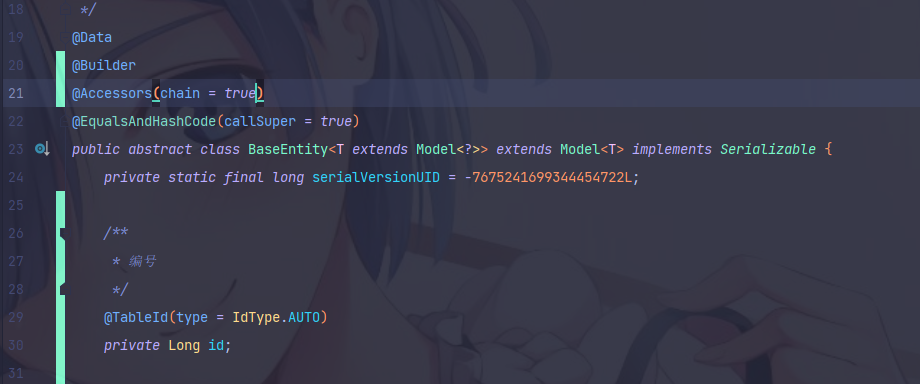 18 */
19 @Data
20 @Builder
21 @Accessors(chain = true)
22 @EqualsAndHashCode(callSuper = true)
23 public abstract class BaseEntity<T extends Model<?>> extends Model<T> implements Serializable {
24 private static final long serialVersionUID = -7675241699344454722L;
25
26 /**
27 * 编号
28 */
29 @TableId(type = IdType.AUTO)
30 private Long id;
31